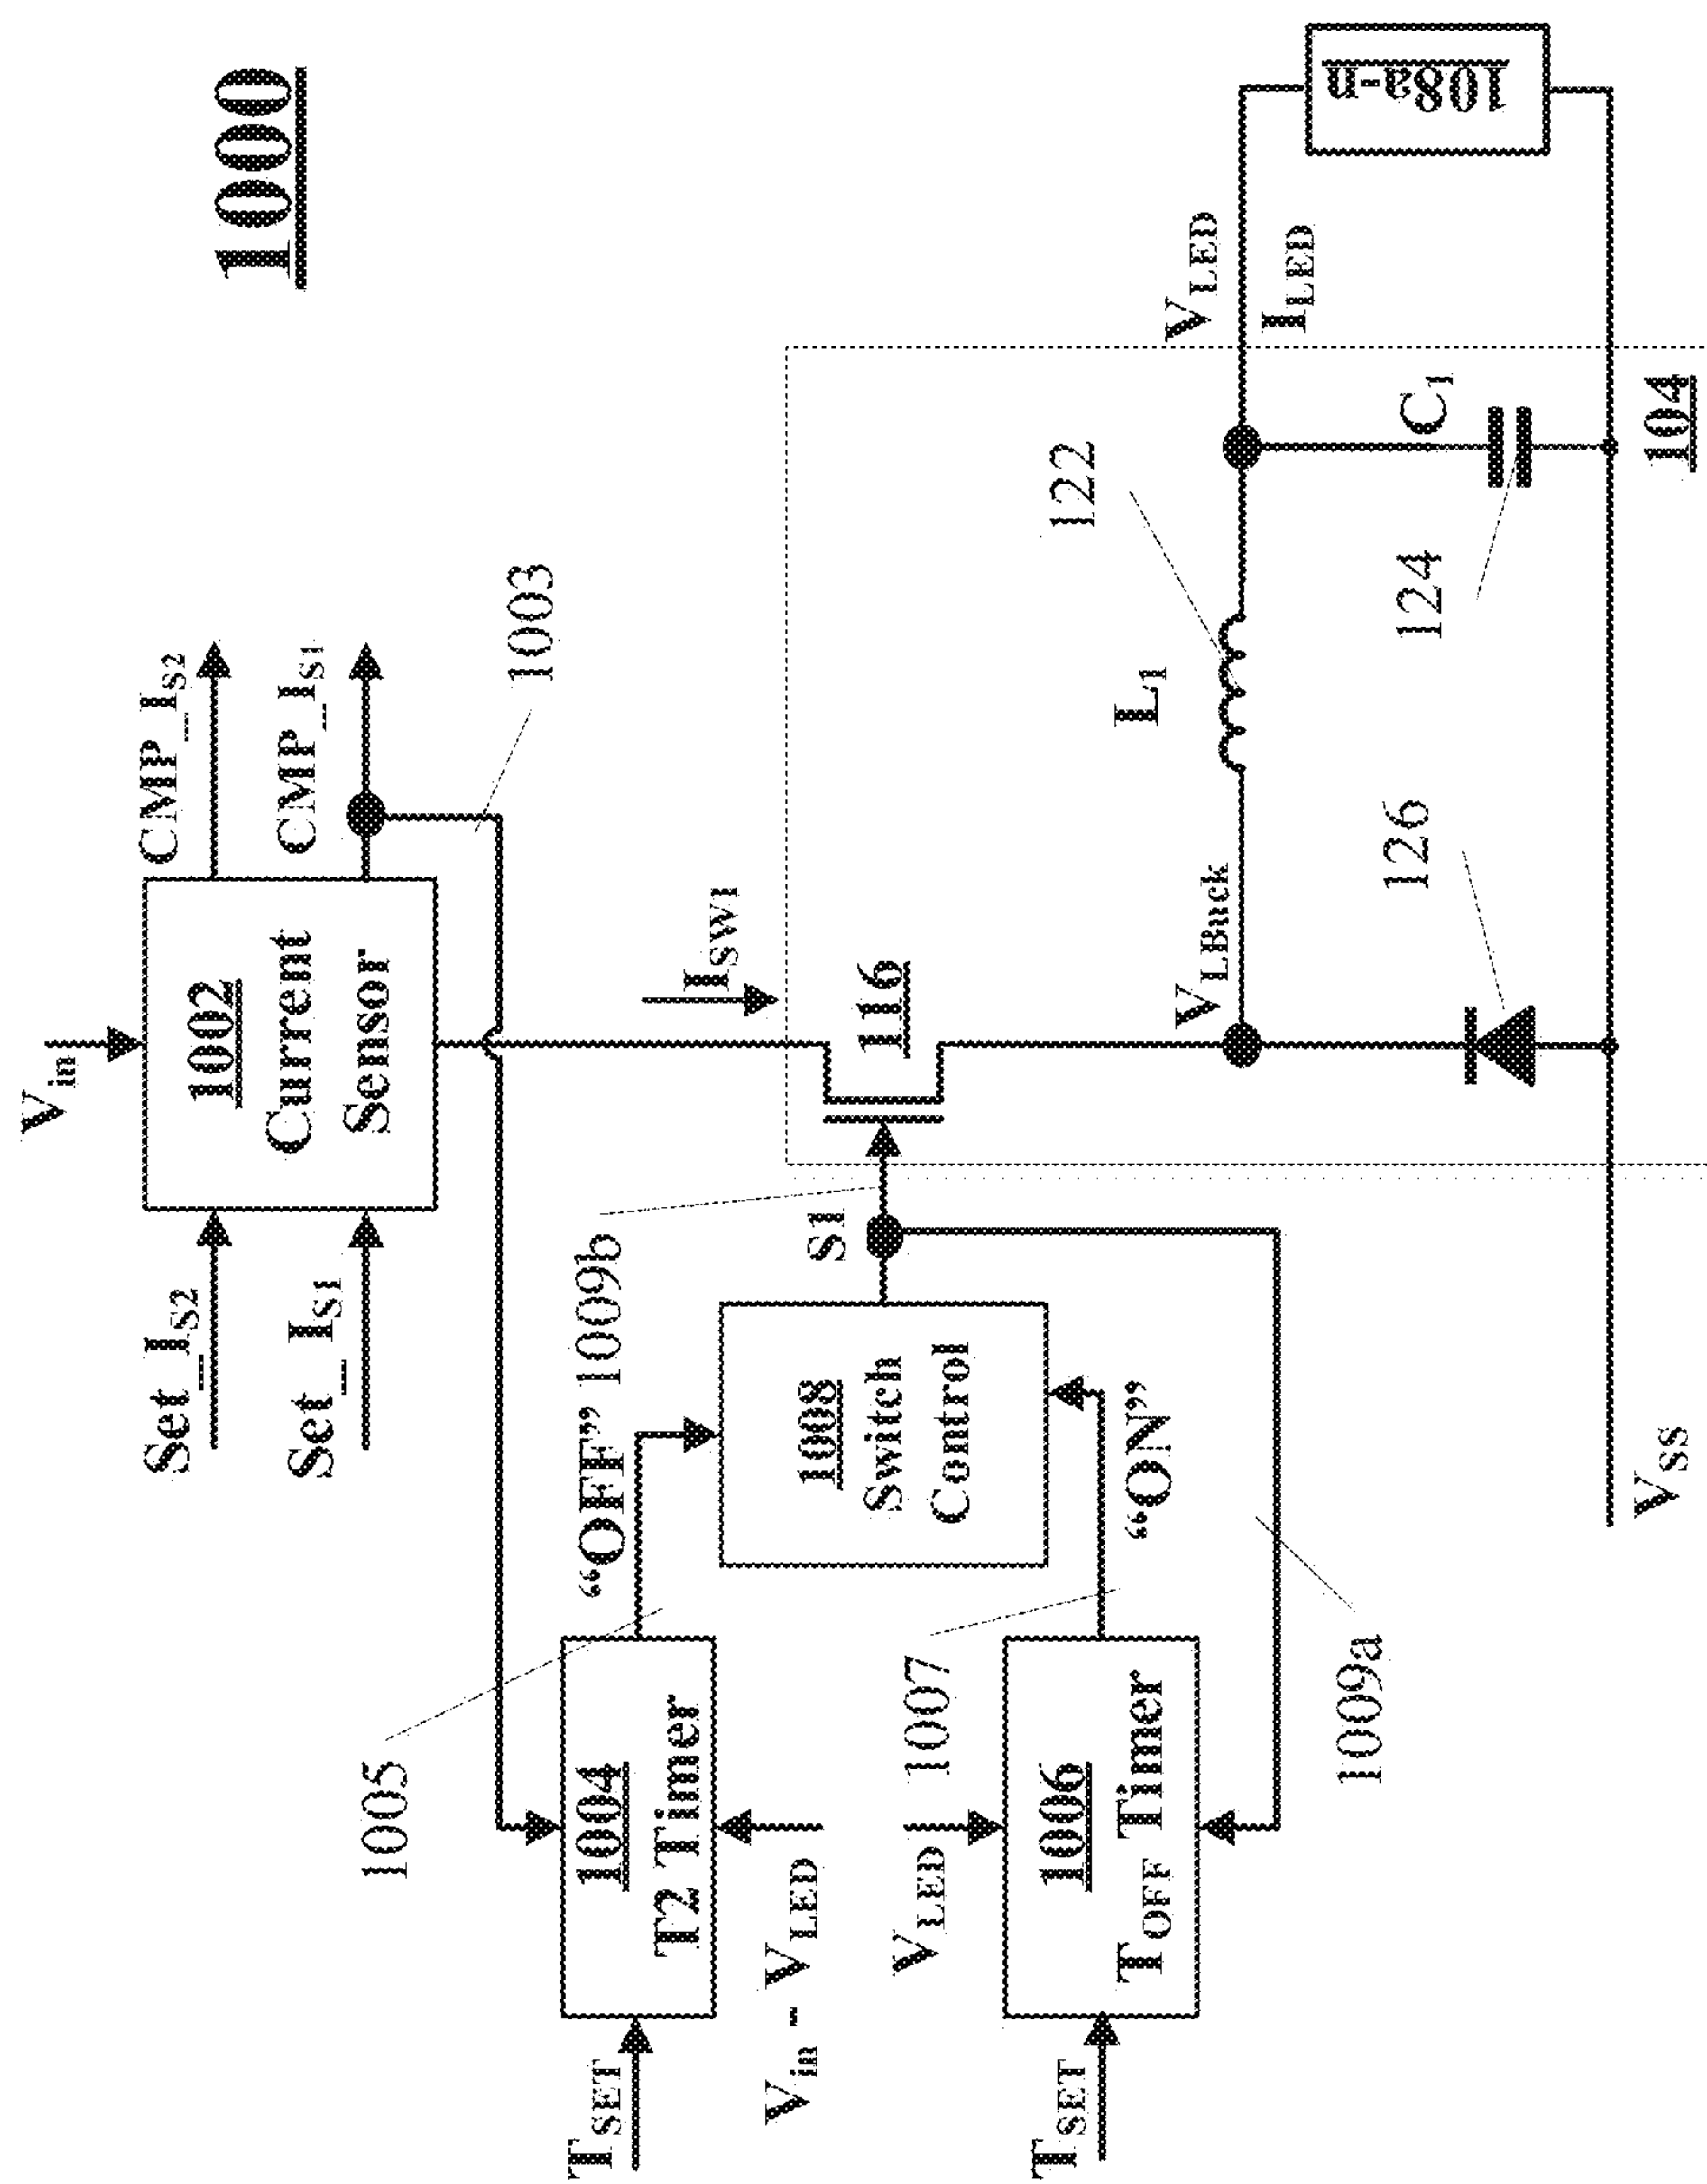 1000
V_in
Set_I_S2
1002
Current
Sensor
CMP_I_S2
Set_I_S1
CMP_I_S1
1003
1005
"OFF"
1009b
I_SW1
T_SET
1004
T2 Timer
V_in - V_LED
1008
Switch
Control
S1
116
V_LED
1007
"ON"
T_SET
1006
T_OFF Timer
1009a
V_LBuck
L_1
122
V_LED
I_LED
108a-n
126
124
C_1
104
V_SS